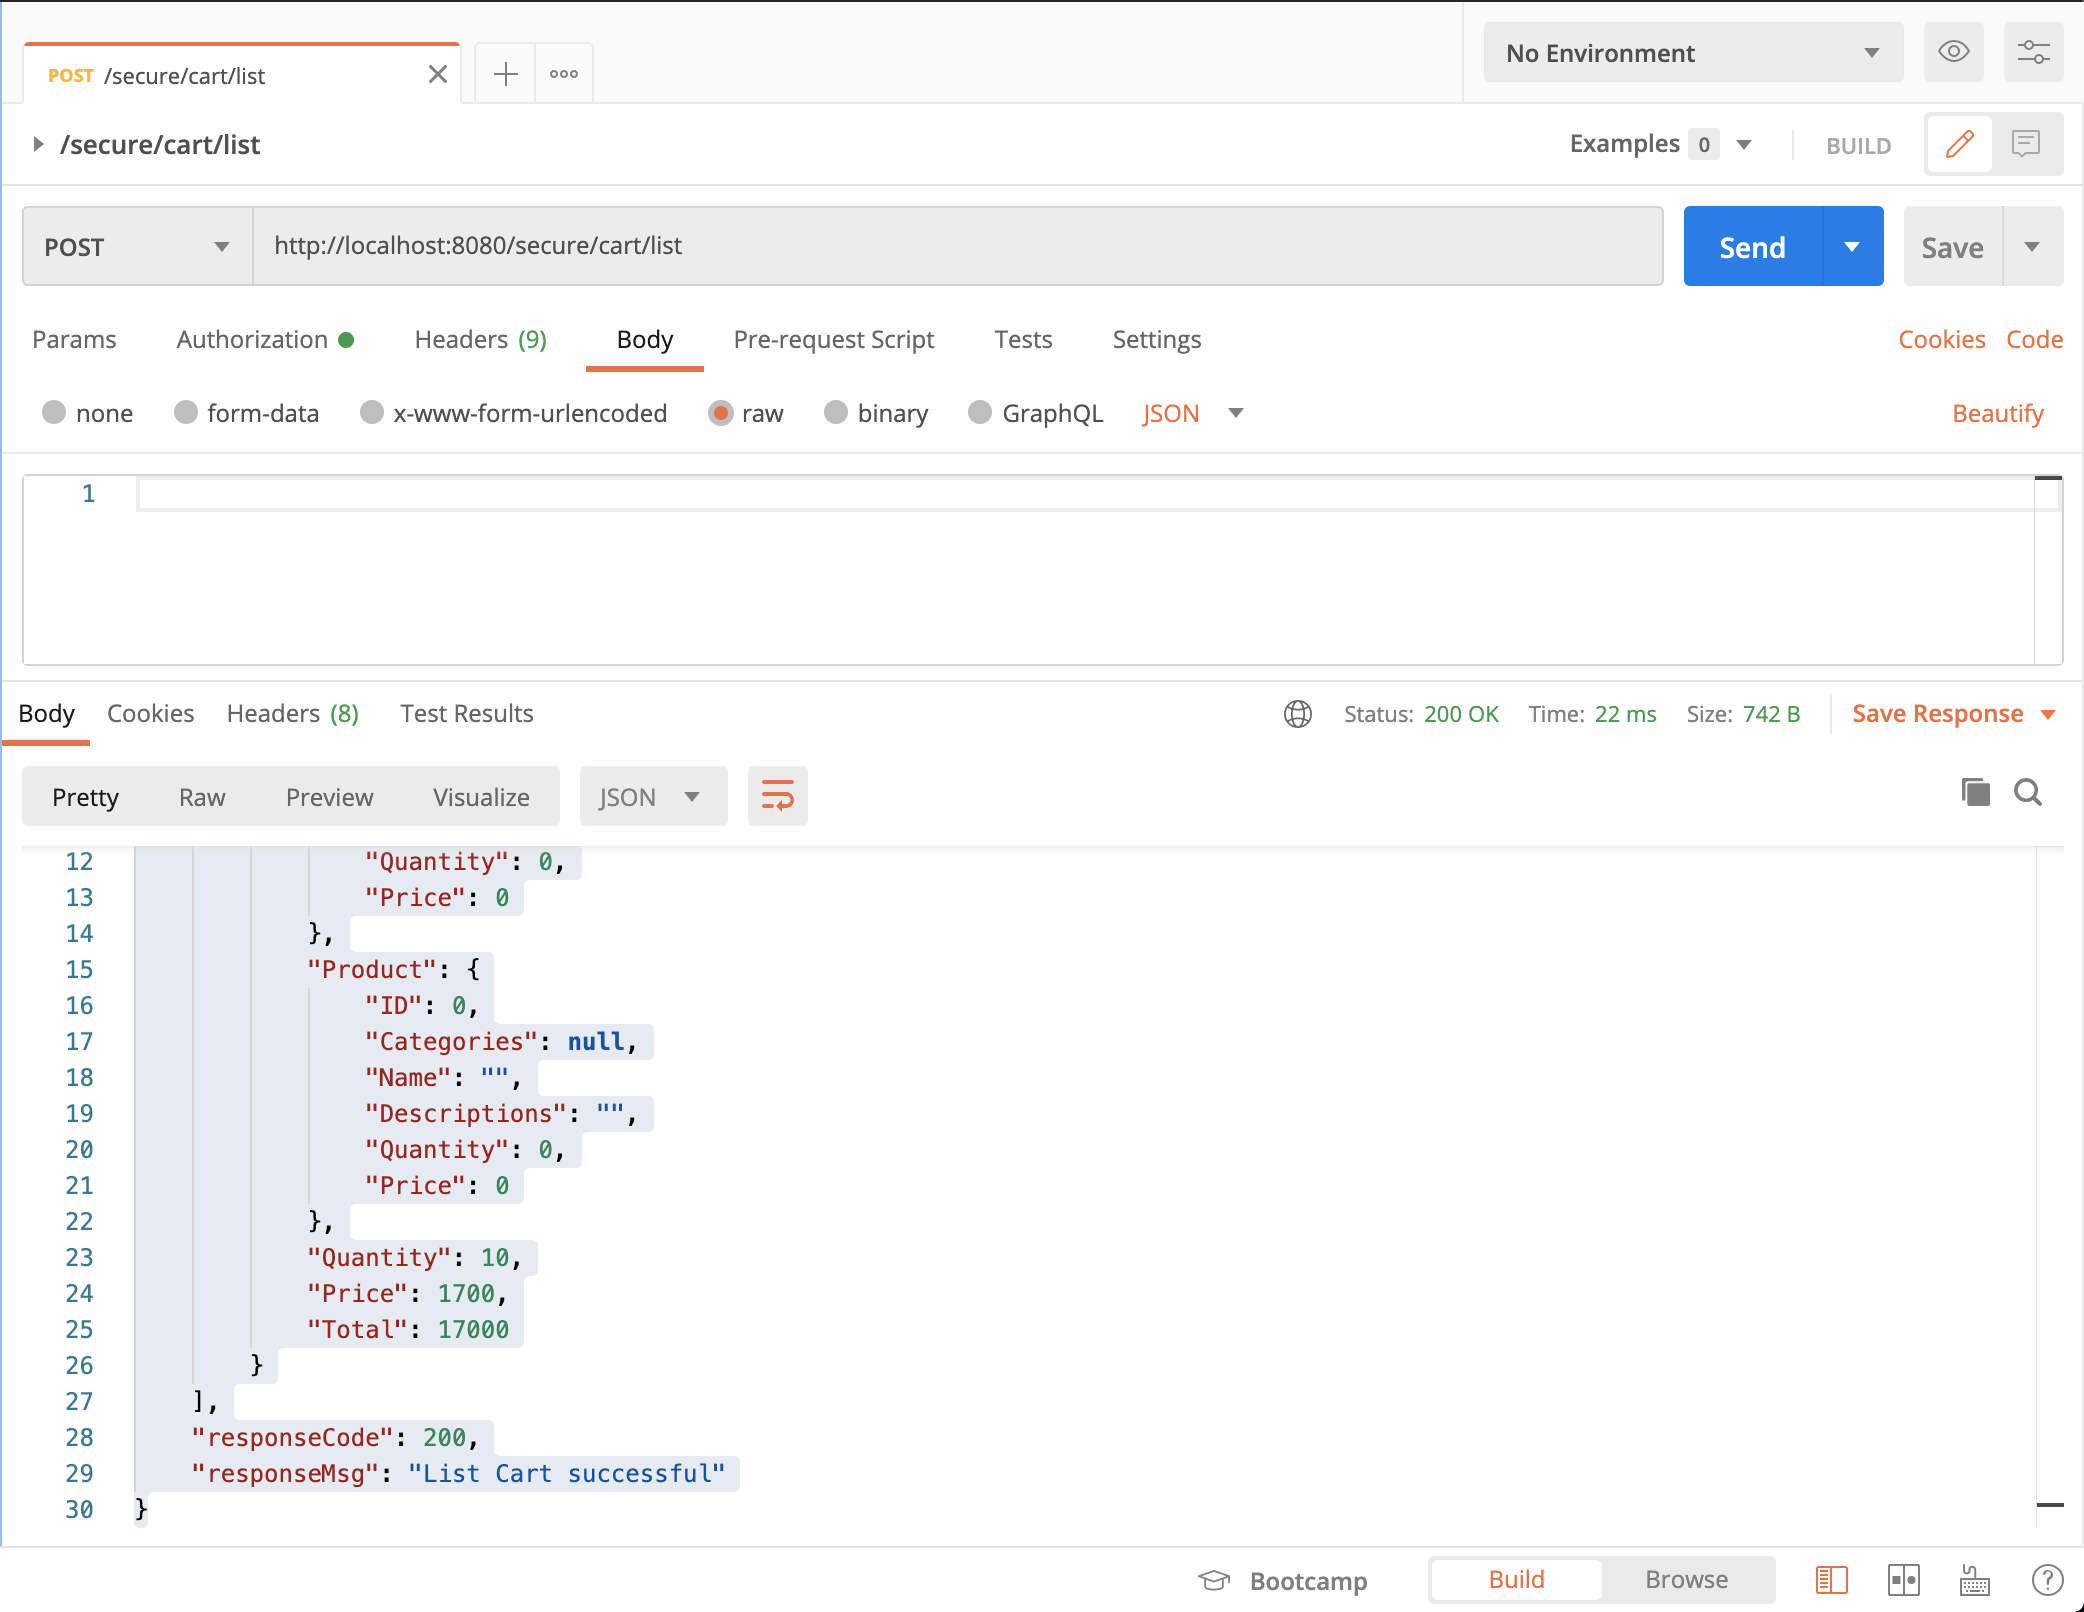 POST /secure/cart/list
No Environment
/secure/cart/list
Examples 0 BUILD
POST http://localhost:8080/secure/cart/list Send Save
Params Authorization Headers (9) Body Pre-request Script Tests Settings Cookies Code
none form-data x-www-form-urlencoded raw binary GraphQL JSON Beautify
1
Body Cookies Headers (8) Test Results Status: 200 OK Time: 22 ms Size: 742 B Save Response
Pretty Raw Preview Visualize JSON
12 "Quantity": 0,
13 "Price": 0
14 },
15 "Product": {
16 "ID": 0,
17 "Categories": null,
18 "Name": "",
19 "Descriptions": "",
20 "Quantity": 0,
21 "Price": 0
22 },
23 "Quantity": 10,
24 "Price": 1700,
25 "Total": 17000
26 }
27 ],
28 "responseCode": 200,
29 "responseMsg": "List Cart successful"
30 }
Bootcamp Build Browse